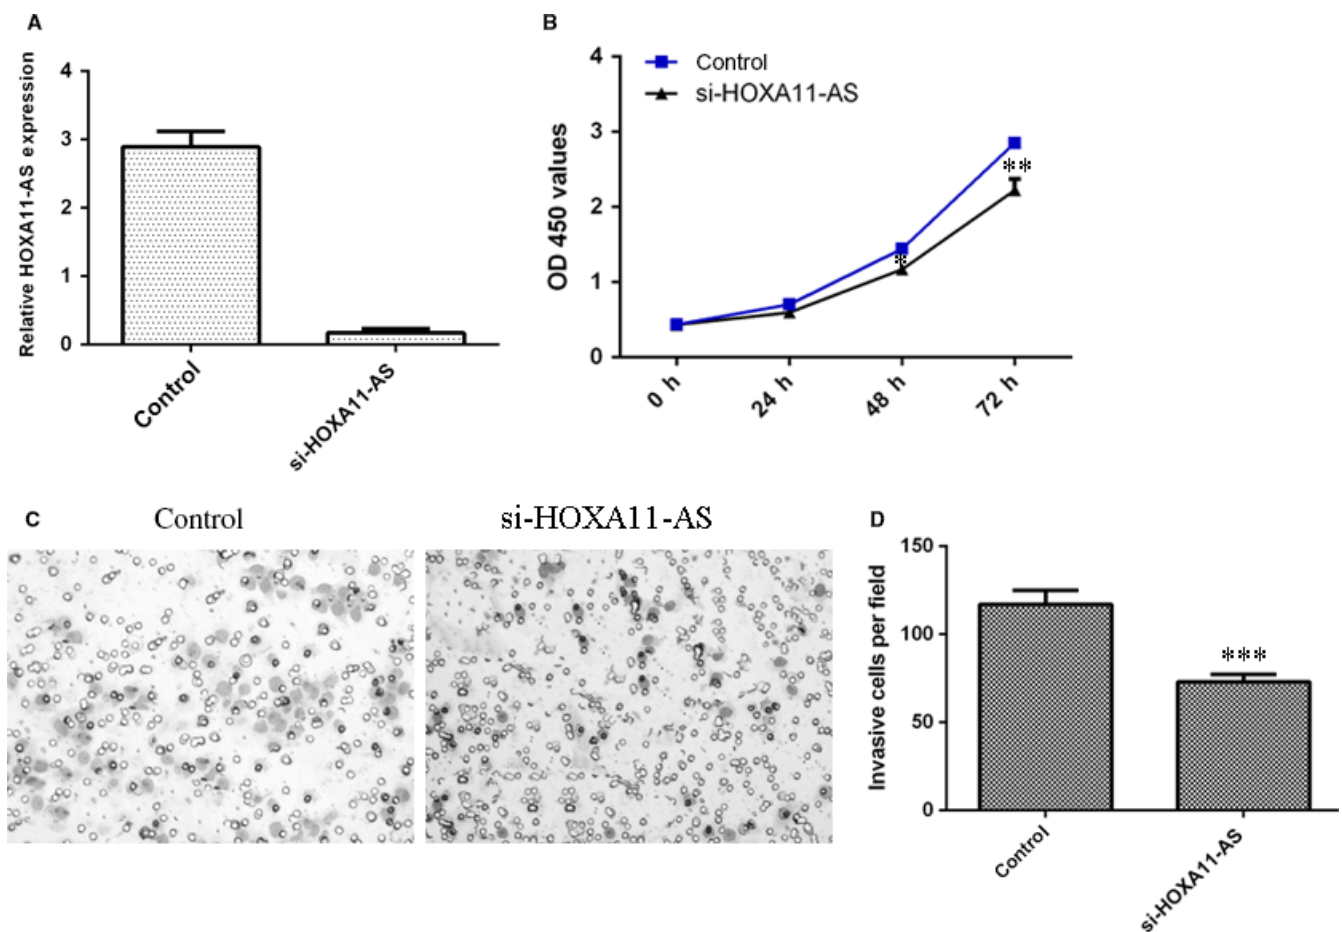 A
Relative HOXA11-AS expression
4
3
2
1
0
Control
si-HOXA11-AS
B
OD 450 values
4
3
2
1
0
Control
si-HOXA11-AS
*
**
0 h
24 h
48 h
72 h
C
Control
si-HOXA11-AS
D
Invasive cells per field
150
100
50
0
***
Control
si-HOXA11-AS